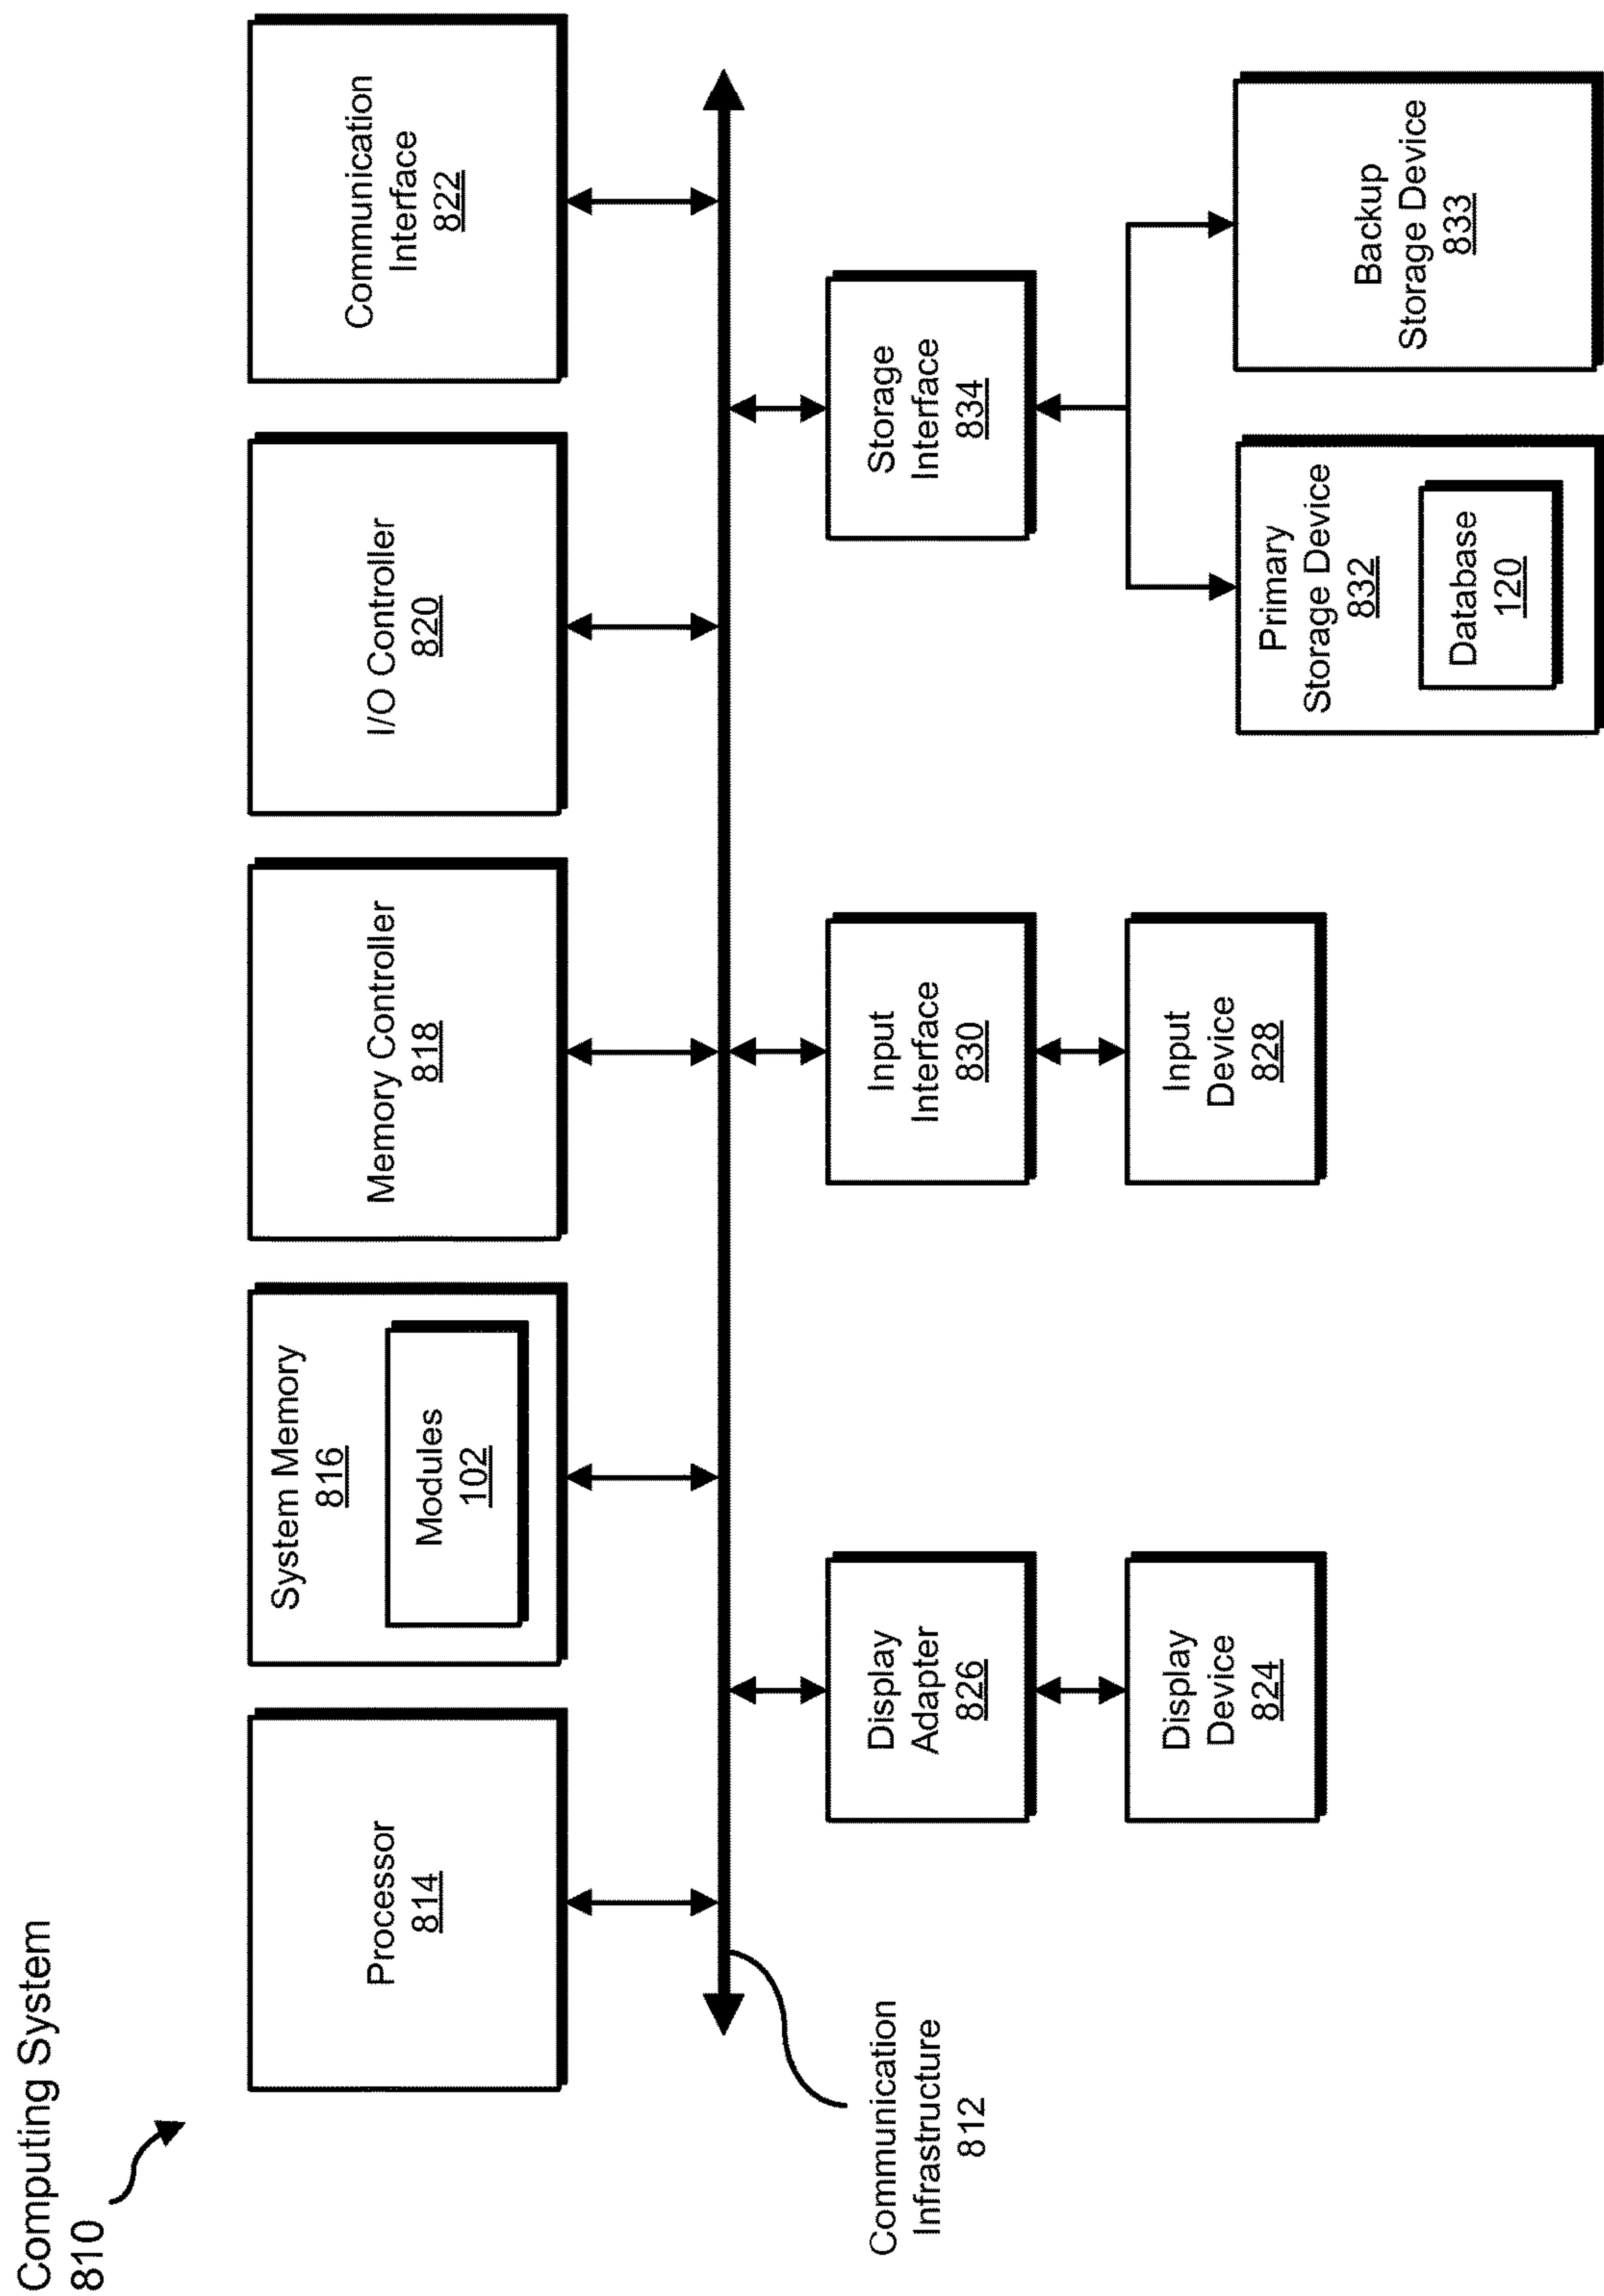 Computing System
810
Processor
814
System Memory
816
Modules
102
Memory Controller
818
I/O Controller
820
Communication
Interface
822
Communication
Infrastructure
812
Display
Adapter
826
Input
Interface
830
Storage
Interface
834
Display
Device
824
Input
Device
828
Primary
Storage Device
832
Database
120
Backup
Storage Device
833